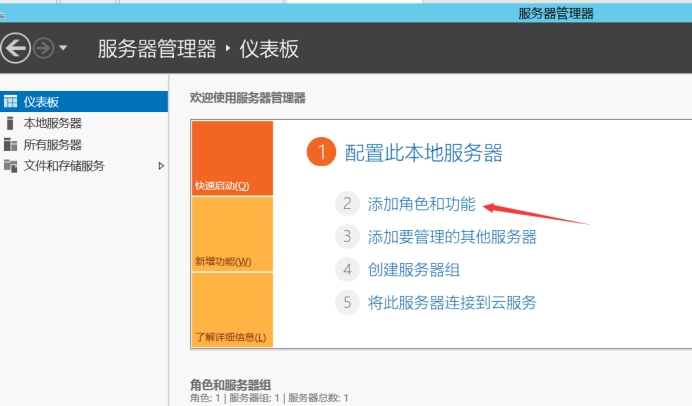 服务器管理器
服务器管理器 · 仪表板
仪表板
本地服务器
所有服务器
文件和存储服务
欢迎使用服务器管理器
快速启动(Q)
新增功能(W)
了解详细信息(L)
1 配置此本地服务器
2 添加角色和功能
3 添加要管理的其他服务器
4 创建服务器组
5 将此服务器连接到云服务
角色和服务器组
角色: 1 | 服务器组: 1 | 服务器总数: 1